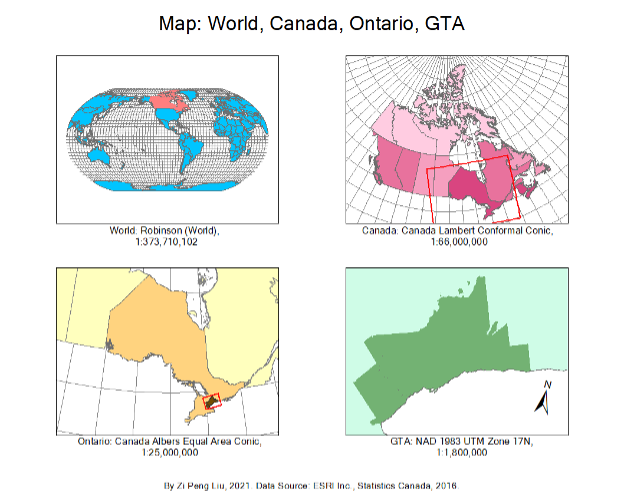 Map: World, Canada, Ontario, GTA
World: Robinson (World),
1:373,710,102
Canada: Canada Lambert Conformal Conic,
1:66,000,000
N
Ontario: Canada Albers Equal Area Conic,
1:25,000,000
GTA: NAD 1983 UTM Zone 17N,
1:1,800,000
By Zi Peng Liu, 2021. Data Source: ESRI Inc., Statistics Canada, 2016.